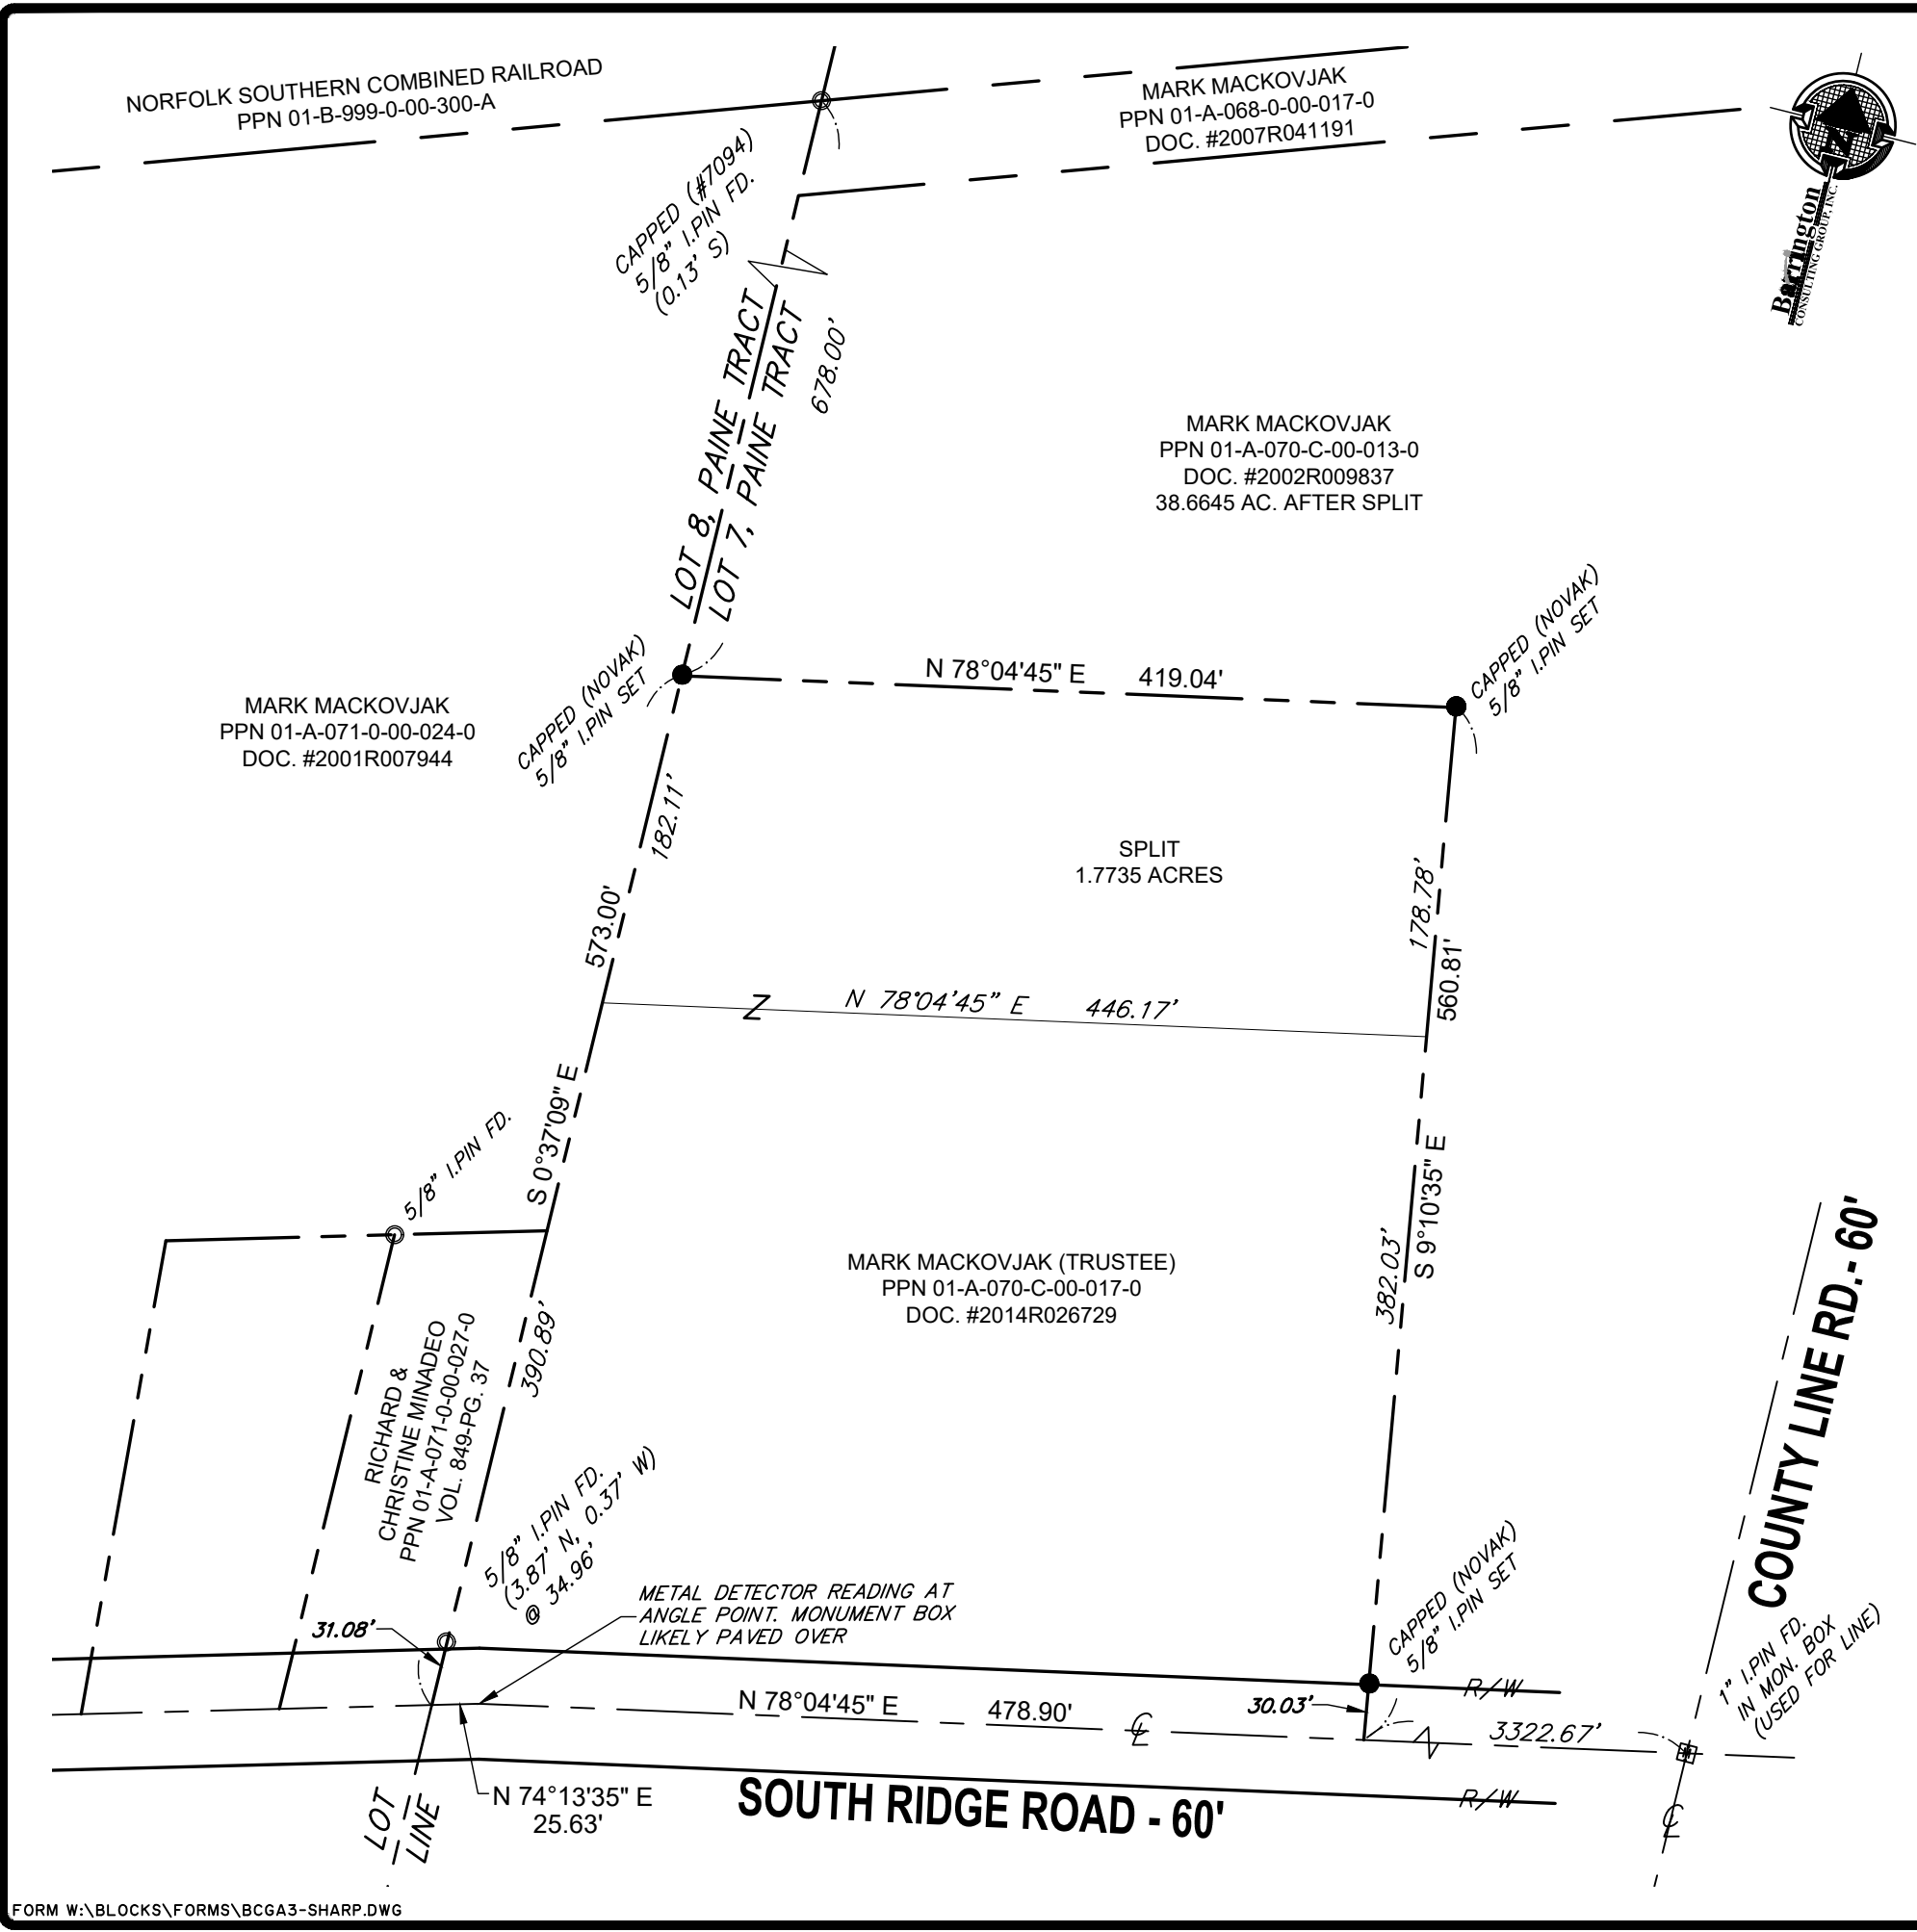 NORFOLK SOUTHERN COMBINED RAILROAD
PPN 01-B-999-0-00-300-A
MARK MACKOVJAK
PPN 01-A-068-0-00-017-0
DOC. #2007R041191
Barrington
CONSULTING GROUP, INC.
CAPPED (#7094)
5/8" I.PIN FD.
(0.13' S)
LOT 8, PAINE TRACT
LOT 7, PAINE TRACT
678.00'
MARK MACKOVJAK
PPN 01-A-070-C-00-013-0
DOC. #2002R009837
38.6645 AC. AFTER SPLIT
CAPPED (NOVAK)
5/8" I.PIN SET
N 78°04'45" E 419.04'
CAPPED (NOVAK)
5/8" I.PIN SET
MARK MACKOVJAK
PPN 01-A-071-0-00-024-0
DOC. #2001R007944
182.11'
573.00'
SPLIT
1.7735 ACRES
178.78'
560.81'
Z N 78°04'45" E 446.17'
S 0°37'09" E
5/8" I.PIN FD.
S 9°10'35" E
382.03'
MARK MACKOVJAK (TRUSTEE)
PPN 01-A-070-C-00-017-0
DOC. #2014R026729
390.89'
RICHARD &
CHRISTINE MINADEO
PPN 01-A-071-0-00-027-0
VOL. 849-PG. 37
COUNTY LINE RD.- 60'
5/8" I.PIN FD.
(3.87' N, 0.37' W)
@ 34.96'
METAL DETECTOR READING AT
ANGLE POINT. MONUMENT BOX
LIKELY PAVED OVER
31.08'
CAPPED (NOVAK)
5/8" I.PIN SET
1" I.PIN FD.
IN MON. BOX
(USED FOR LINE)
R/W
N 78°04'45" E 478.90'
30.03'
3322.67'
N 74°13'35" E
25.63'
SOUTH RIDGE ROAD - 60'
R/W
LOT
LINE
FORM W:\BLOCKS\FORMS\BCGA3-SHARP.DWG